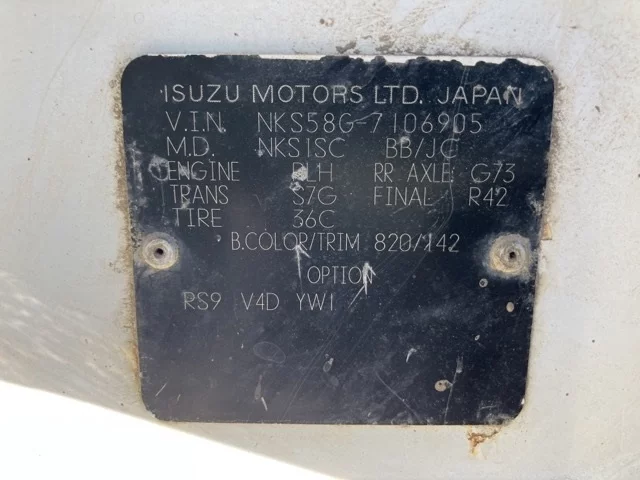 ISUZU MOTORS LTD. JAPAN
V.I.N. NKS58G-7106905
M.D. NKS1SC BB/JC
ENGINE RR AXLE G73
TRANS S7G FINAL R42
TIRE 36C
B.COLOR/TRIM 820/142
OPTION
RS9 V4D YW1